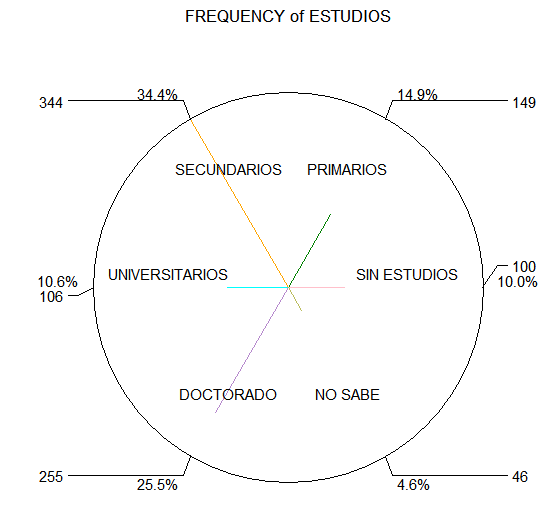 FREQUENCY of ESTUDIOS
344 34.4% 14.9% 149
SECUNDARIOS PRIMARIOS
UNIVERSITARIOS SIN ESTUDIOS 100
10.6% 10.0%
106
DOCTORADO NO SABE
255 46
25.5% 4.6%